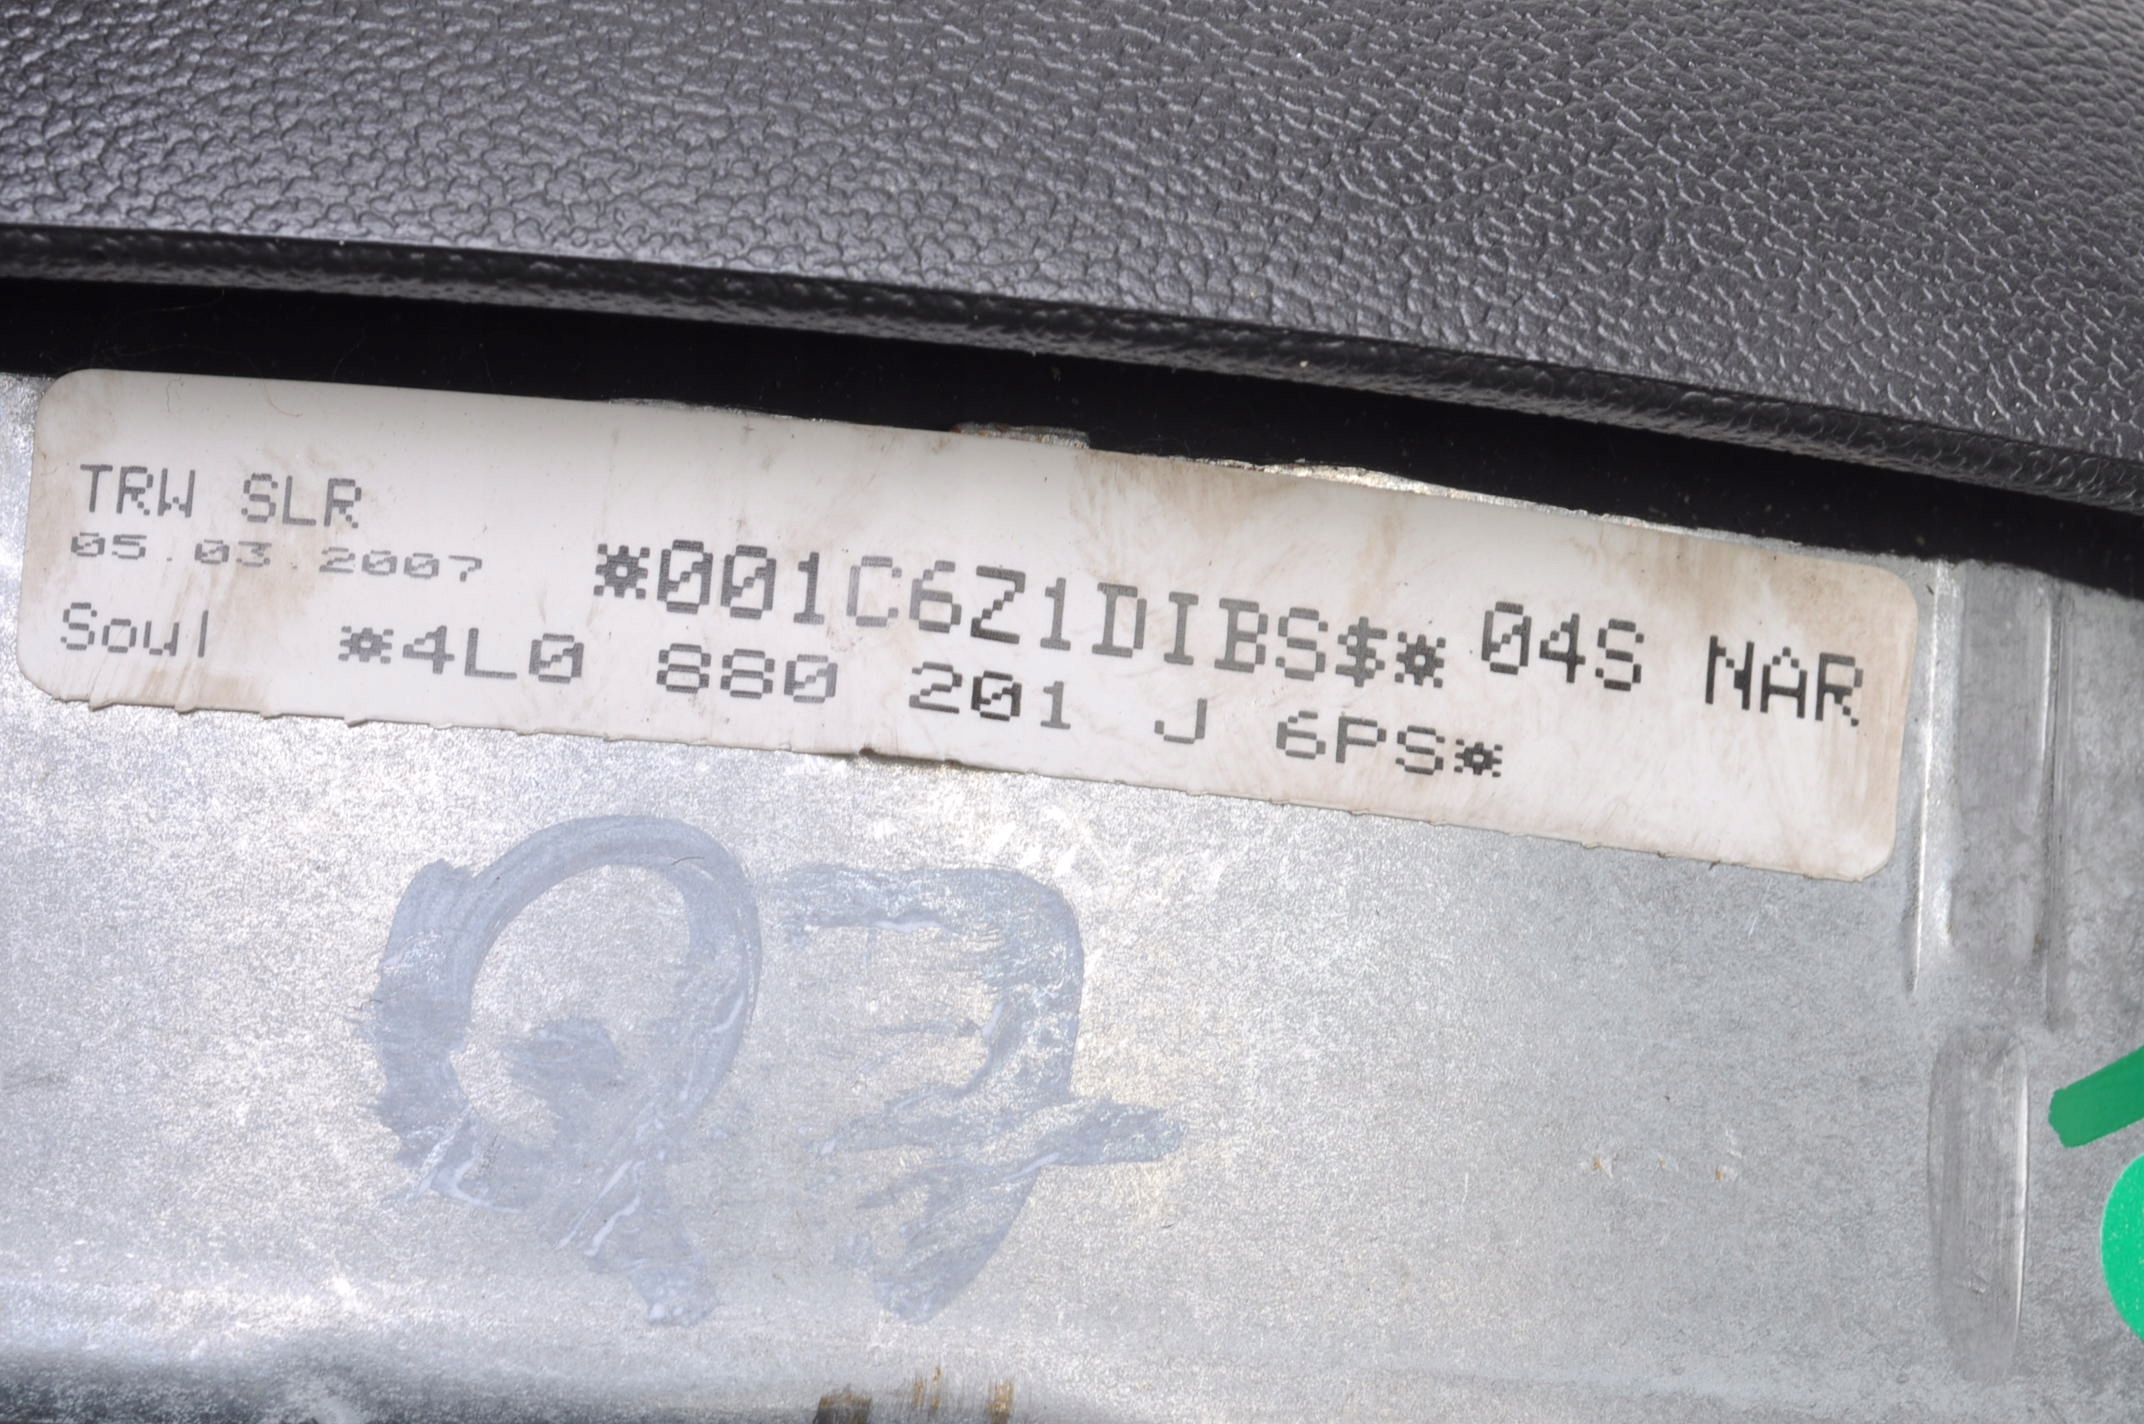 TRW SLR
05.03.2007
*001C6Z1DIBS$* 04S NAR
Soul *4L0 880 201 J 6PS*
Q7